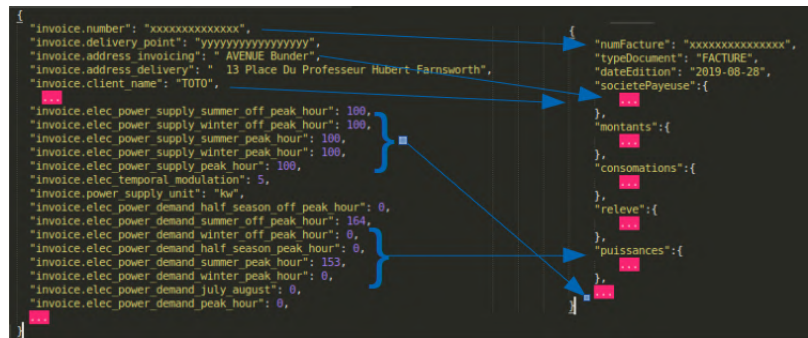 {
"invoice.number": "xxxxxxxxxxxxxx",
"invoice.delivery_point": "yyyyyyyyyyyyyyyyy",
"invoice.address_invoicing": " AVENUE Bunder",
"invoice.address_delivery": " 13 Place Du Professeur Hubert Farnsworth",
"invoice.client_name": "TOTO",
...
"invoice.elec_power_supply_summer_off_peak_hour": 100,
"invoice.elec_power_supply_winter_off_peak_hour": 100,
"invoice.elec_power_supply_summer_peak_hour": 100,
"invoice.elec_power_supply_winter_peak_hour": 100,
"invoice.elec_power_supply_peak_hour": 100,
"invoice.elec_temporal_modulation": 5,
"invoice.power_supply_unit": "kw",
"invoice.elec_power_demand_half_season_off_peak_hour": 0,
"invoice.elec_power_demand_summer_off_peak_hour": 164,
"invoice.elec_power_demand_winter_off_peak_hour": 0,
"invoice.elec_power_demand_half_season_peak_hour": 0,
"invoice.elec_power_demand_summer_peak_hour": 153,
"invoice.elec_power_demand_winter_peak_hour": 0,
"invoice.elec_power_demand_july_august": 0,
"invoice.elec_power_demand_peak_hour": 0,
...
}
{
"numFacture": "xxxxxxxxxxxxxxx",
"typeDocument": "FACTURE",
"dateEdition": "2019-08-28",
"societePayeuse":{
...
},
"montants":{
...
},
"consomations":{
...
},
"releve":{
...
},
"puissances":{
...
},
...
}